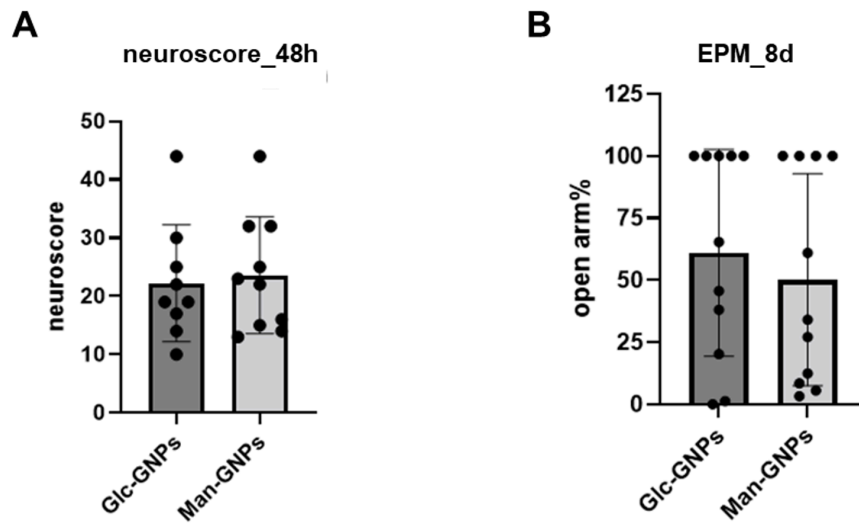 A
neuroscore_48h
50
40
30
20
10
0
neuroscore
Glc-GNPs
Man-GNPs
B
EPM_8d
125
100
75
50
25
0
open arm%
Glc-GNPs
Man-GNPs